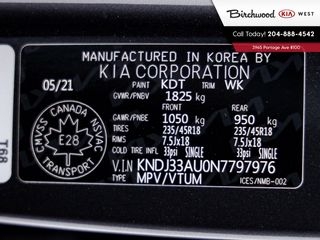 Birchwood KIA WEST
Call Today! 204-888-4542
3965 Portage Ave #100
MANUFACTURED IN KOREA BY
KIA CORPORATION
05/21 PAINT KDT TRIM WK
GVWR/PNBV 1825 kg
FRONT REAR
GAWR/PNBE 1050 kg 950 kg
TIRES 235/45R18 235/45R18
RIMS 7.5Jx18 7.5Jx18
COLD TIRE INFL 33psi SINGLE 33psi SINGLE
V.I.N KNDJ33AU0N7797976
TYPE MPV/VTUM ICES/NMB-002
CANADA
CMVSS NSVAC
E28
TRANSPORT
T68